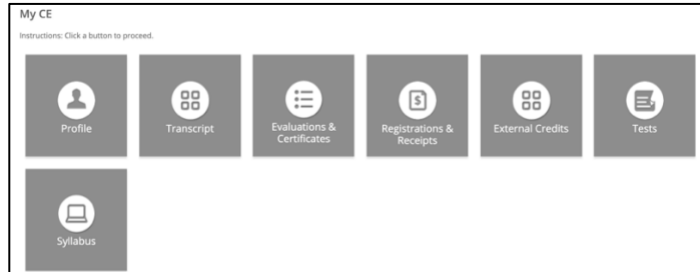 My CE
Instructions: Click a button to proceed.
Profile
Transcript
Evaluations &
Certificates
$
Registrations &
Receipts
External Credits
Tests
Syllabus